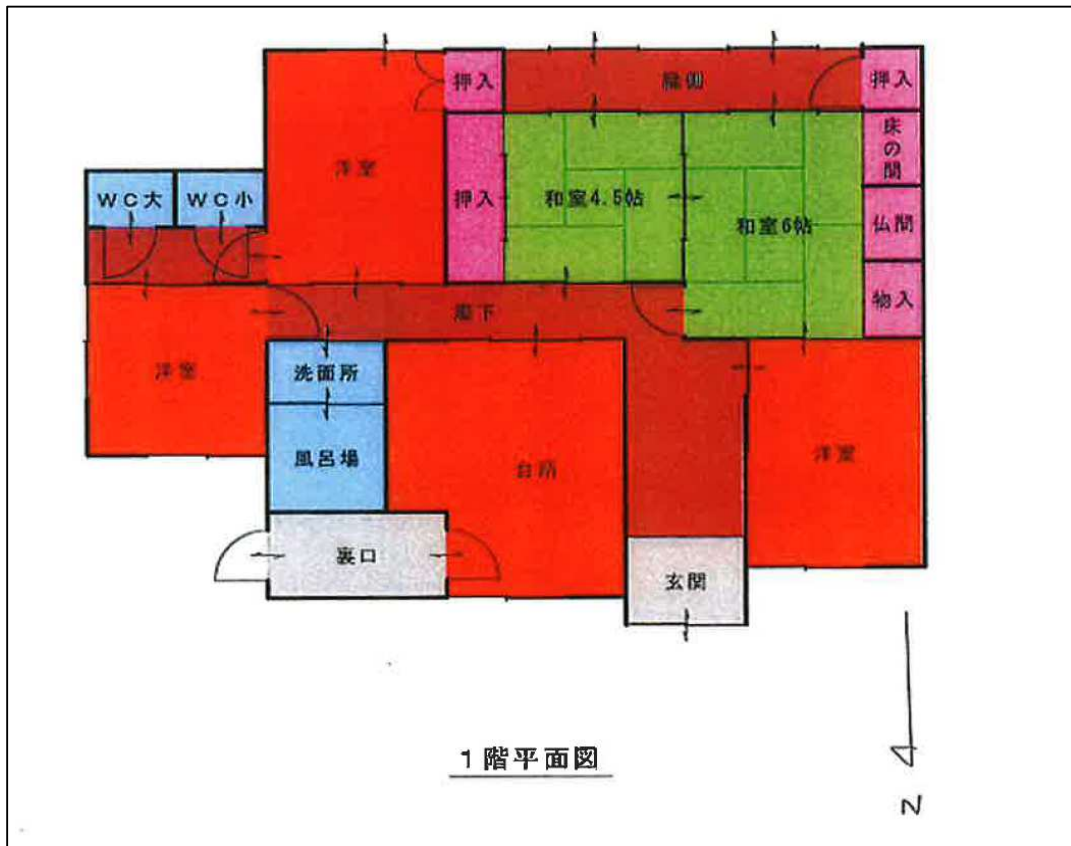 押入
縁側
押入
洋室
押入
和室4.5帖
和室6帖
床の間
仏間
物入
WC大
WC小
廊下
洋室
洗面所
風呂場
台所
洋室
裏口
玄関
1階平面図
N